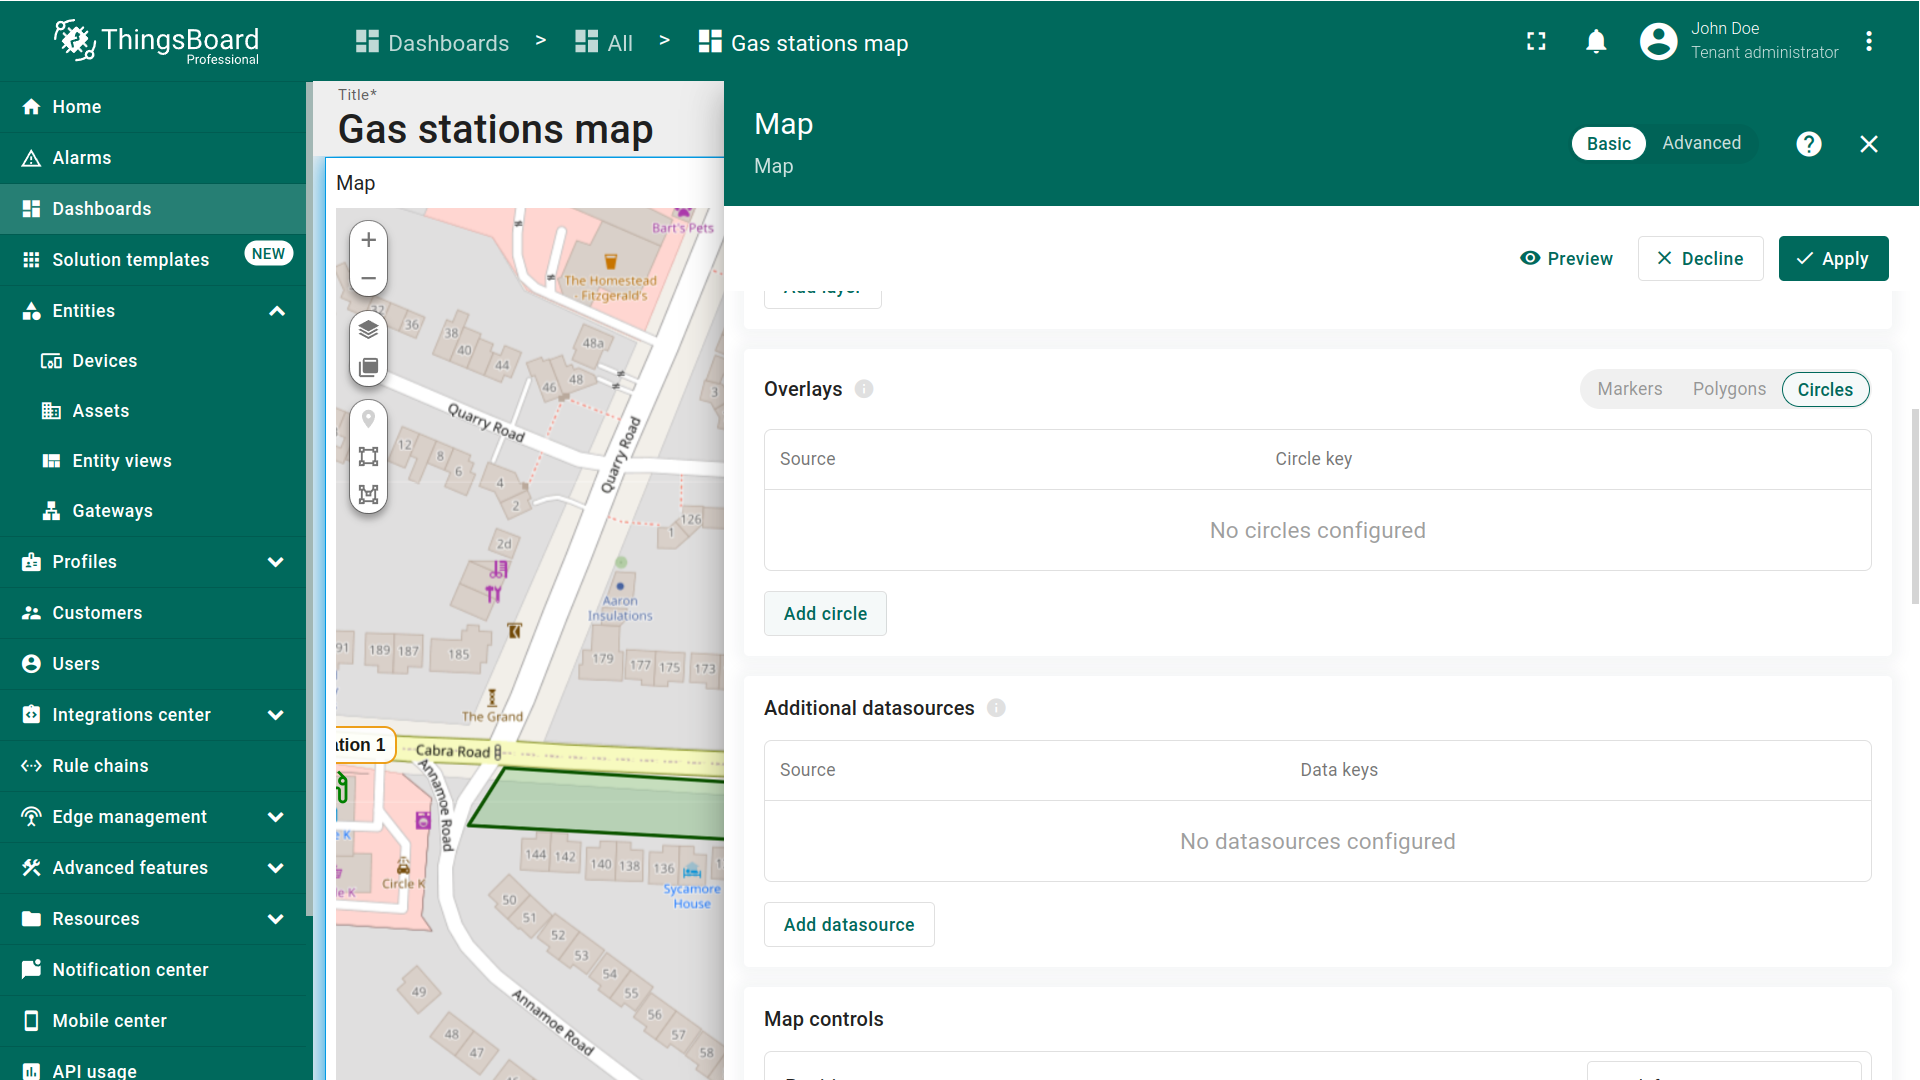 ThingsBoard
Professional
Dashboards > All > Gas stations map
John Doe
Tenant administrator
Home
Alarms
Dashboards
Solution templates NEW
Entities
Devices
Assets
Entity views
Gateways
Profiles
Customers
Users
Integrations center
Rule chains
Edge management
Advanced features
Resources
Notification center
Mobile center
API usage
Title*
Gas stations map
Map
+
−
Bart's Pets
The Homestead
- Fitzgerald's
32
36
38
40
44
48a
46
48
3
Quarry Road
Quarry Road
12
8
6
4
2
126
1
2d
Aaron
Insulations
91
189
187
185
179
177
175
173
The Grand
ation 1
Cabra Road
Annamoe Road
e K
Circle K
le K
144
142
140
138
136
1
Sycamore
House
50
51
52
53
54
55
56
57
58
49
48
47
46
Annamoe Road
Map
Map
Basic
Advanced
?
Preview
Decline
Apply
Add layer
Overlays
Markers
Polygons
Circles
Source
Circle key
No circles configured
Add circle
Additional datasources
Source
Data keys
No datasources configured
Add datasource
Map controls